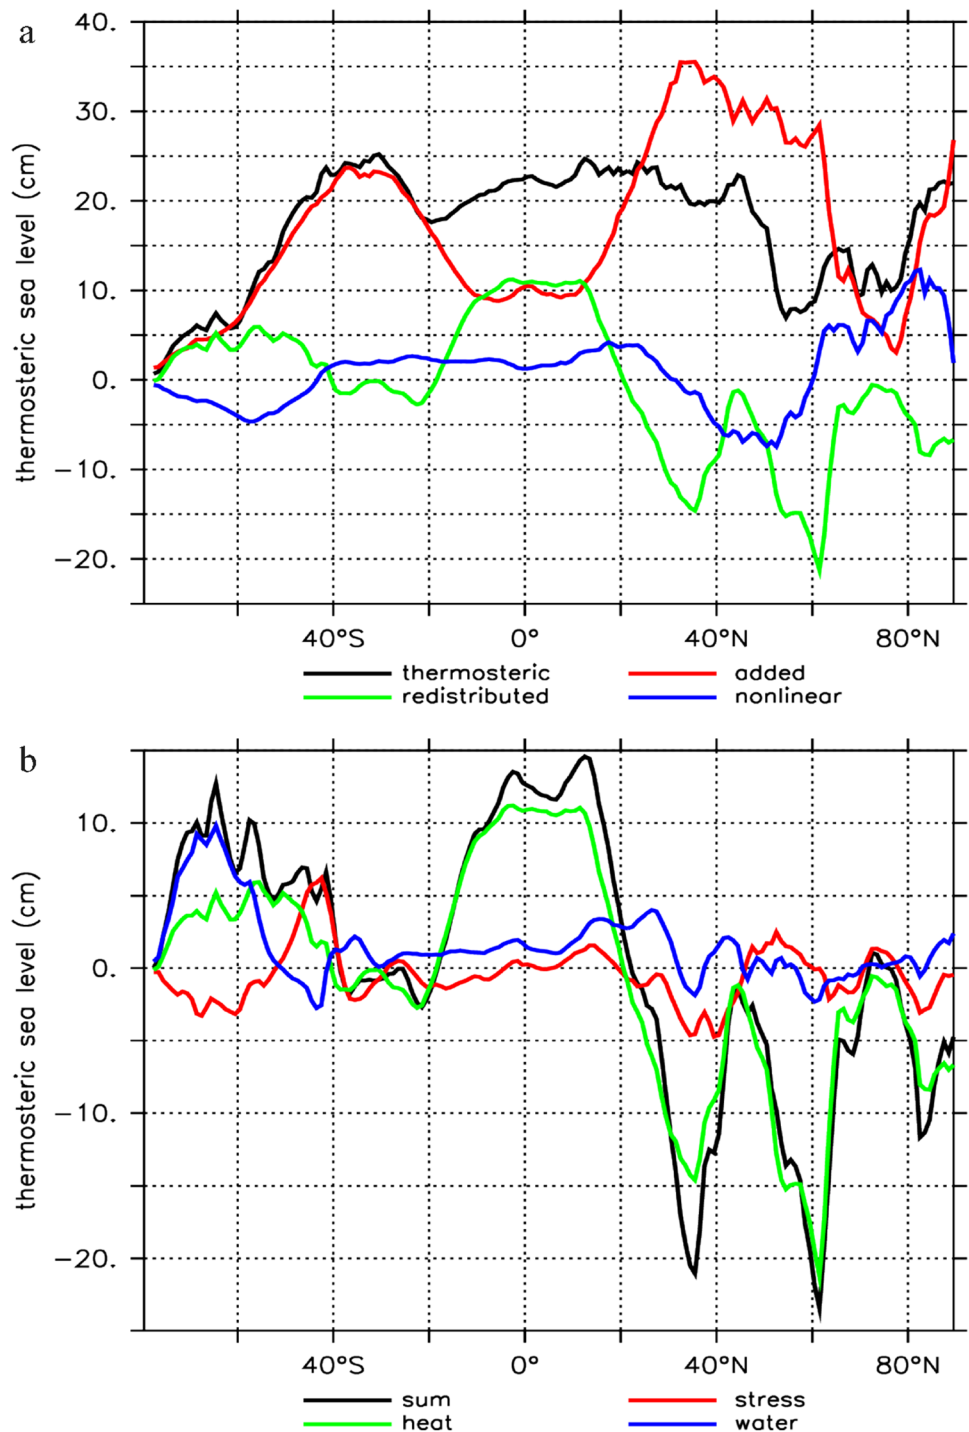 a
40.
30.
20.
10.
0.
−10.
−20.
thermosteric sea level (cm)
40°S 0° 40°N 80°N
thermosteric added
redistributed nonlinear
b
10.
0.
−10.
−20.
thermosteric sea level (cm)
40°S 0° 40°N 80°N
sum stress
heat water